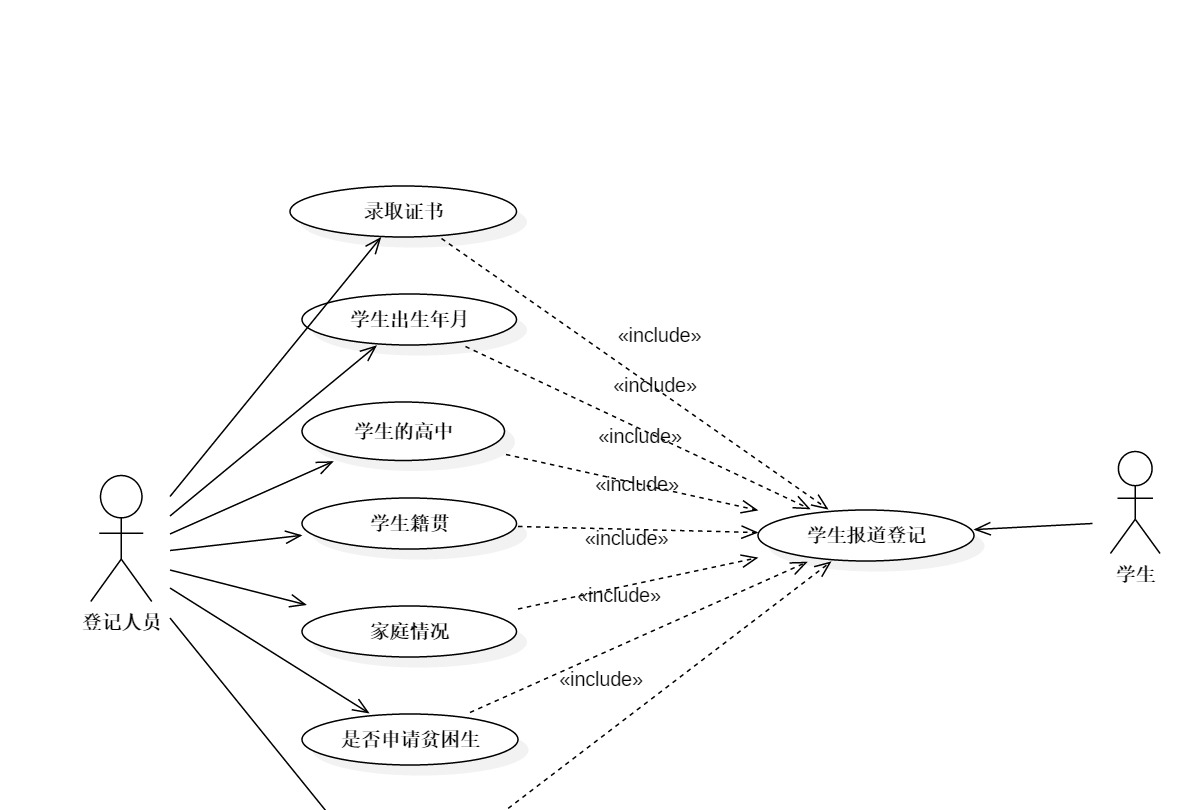 录取证书
学生出生年月
«include»
«include»
学生的高中
«include»
«include»
学生籍贯
«include»
学生报道登记
学生
«include»
登记人员
家庭情况
«include»
是否申请贫困生